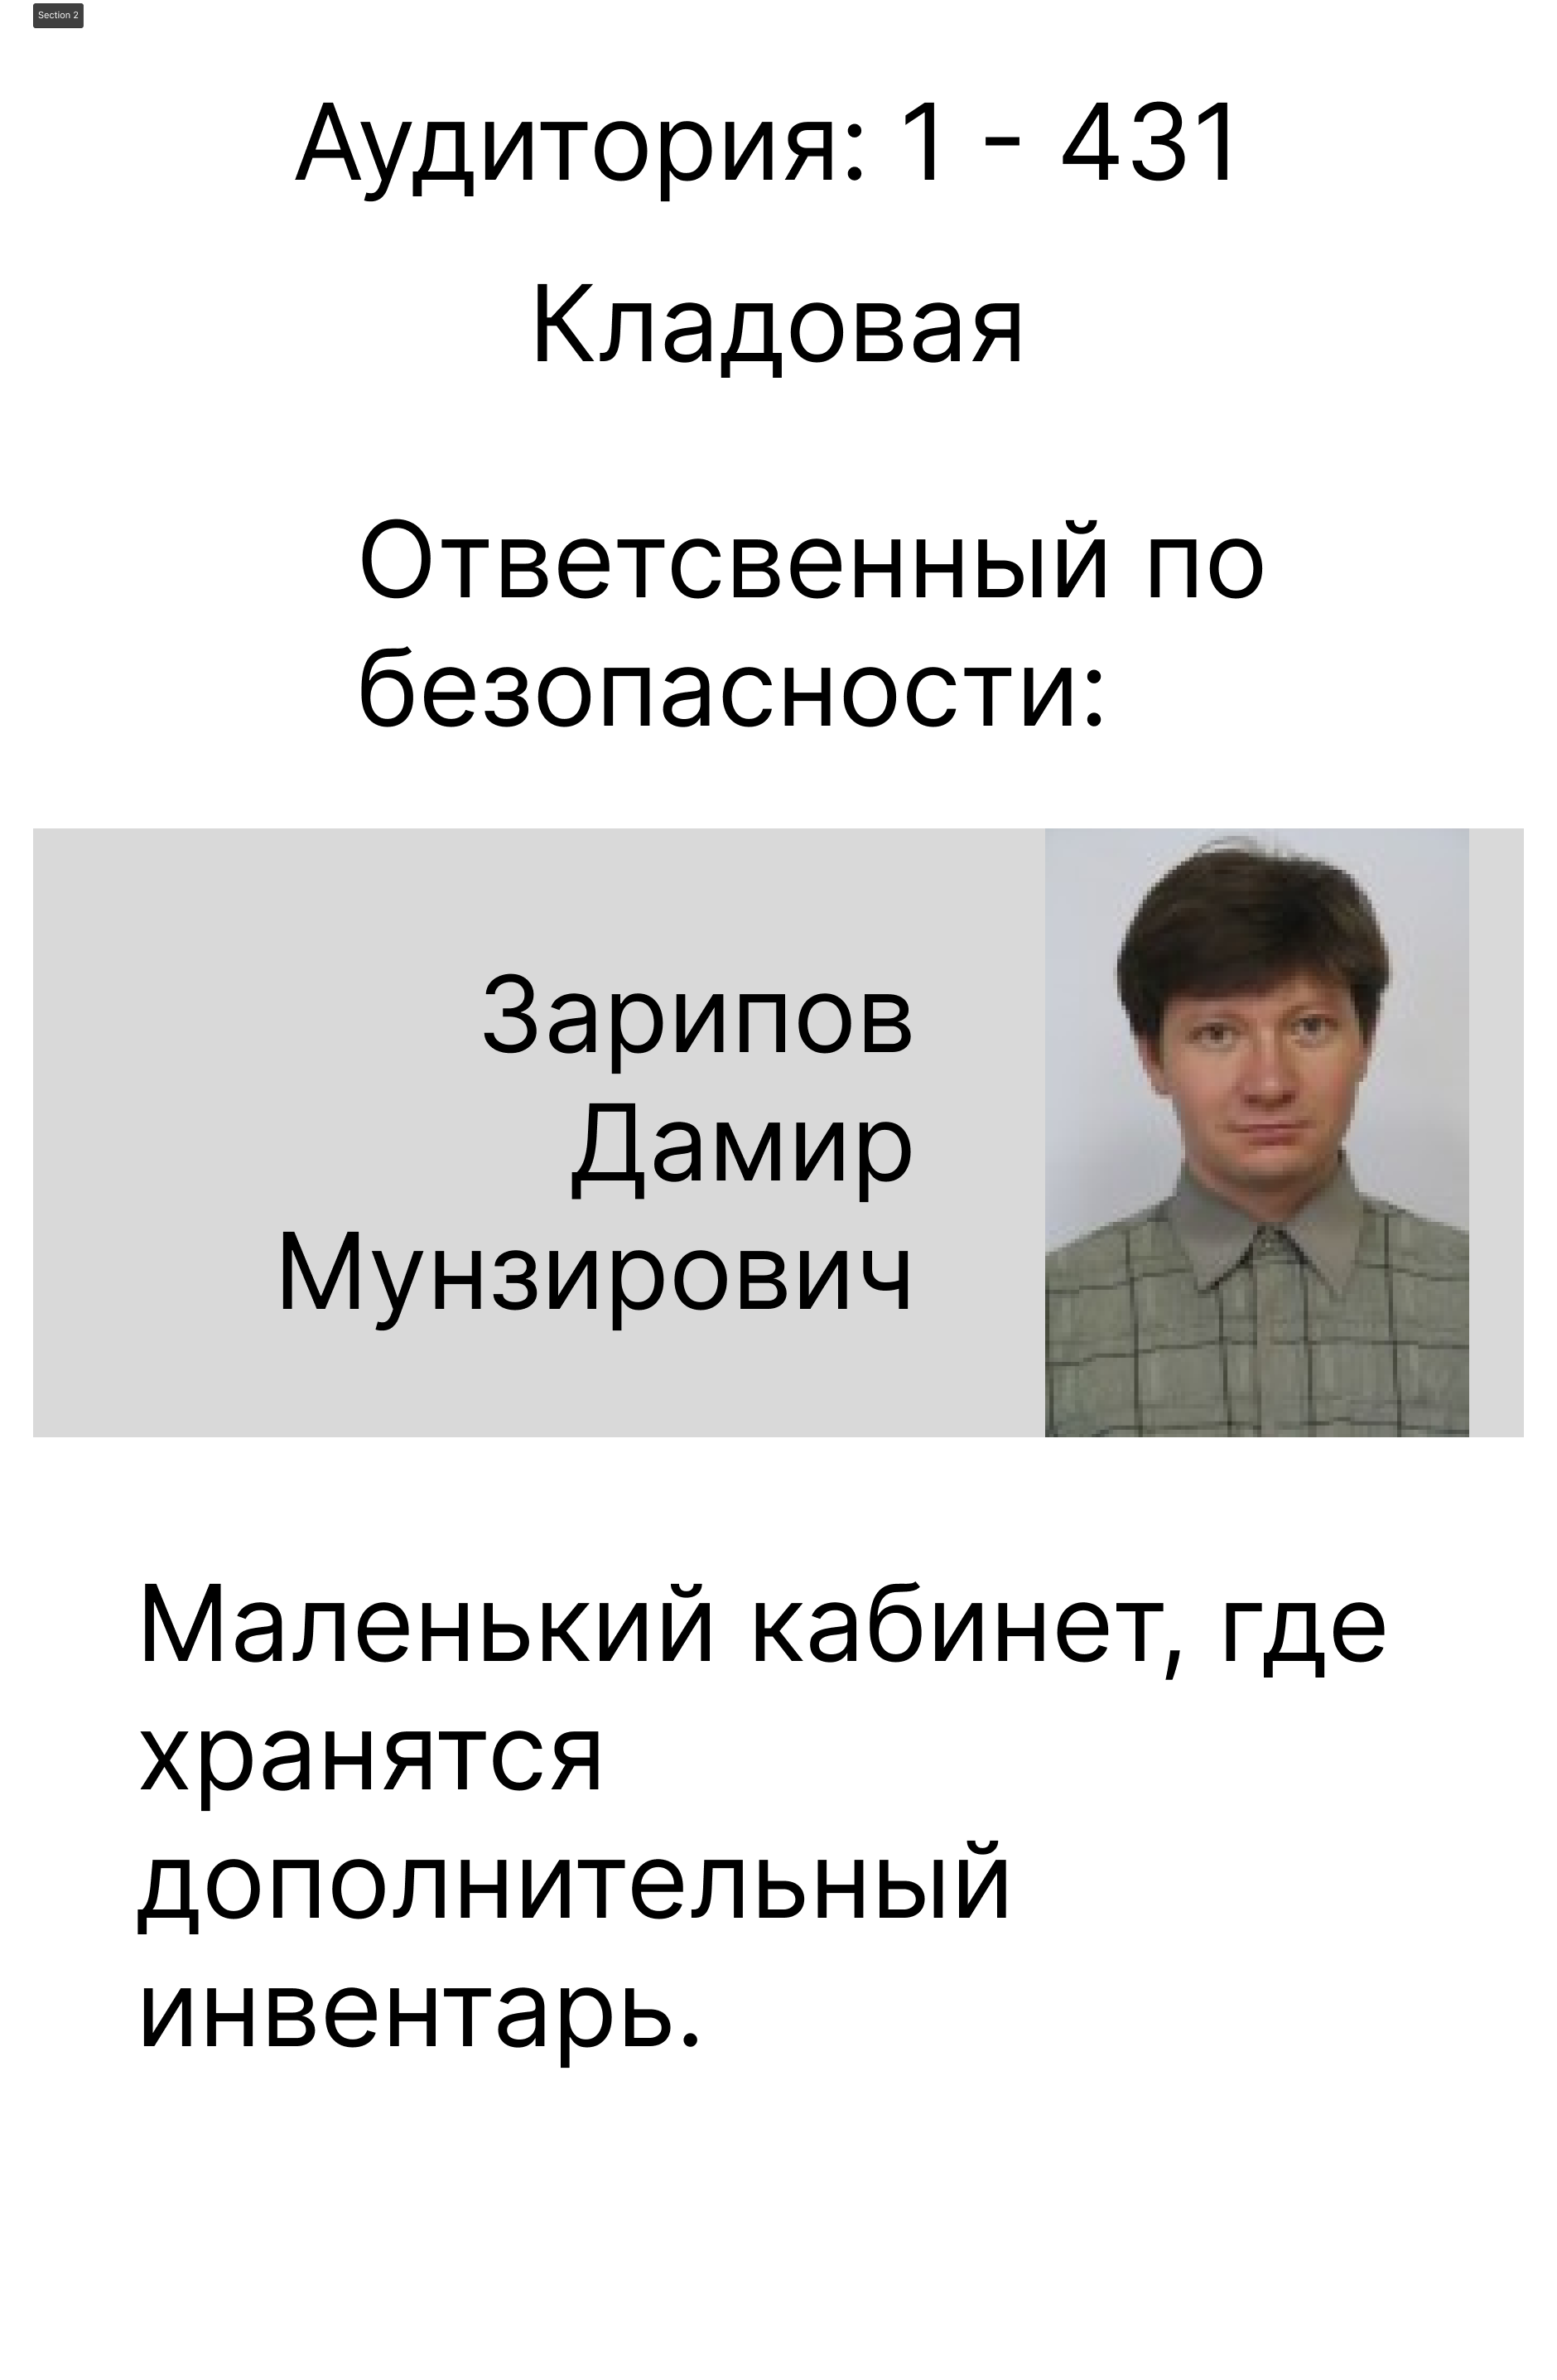 Section 2
Аудитория: 1 - 431
Кладовая
Ответсвенный по
безопасности:
Зарипов
Дамир
Мунзирович
Маленький кабинет, где
хранятся
дополнительный
инвентарь.